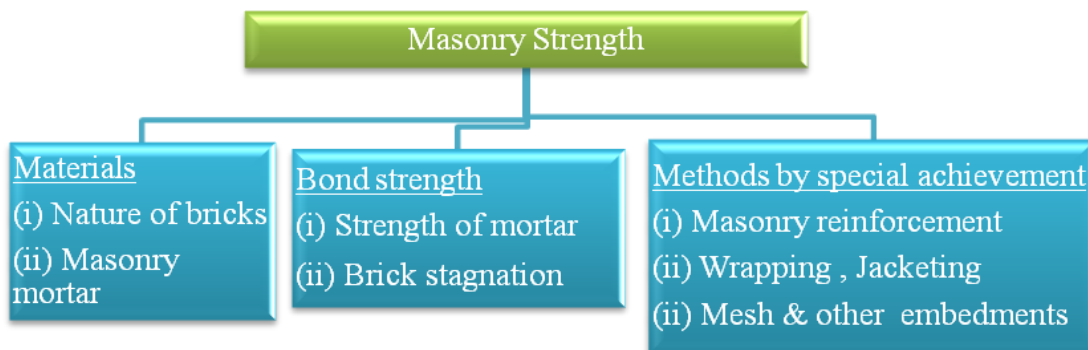 Masonry Strength
Materials
(i) Nature of bricks
(ii) Masonry
mortar
Bond strength
(i) Strength of mortar
(ii) Brick stagnation
Methods by special achievement
(i) Masonry reinforcement
(ii) Wrapping , Jacketing
(ii) Mesh & other embedments